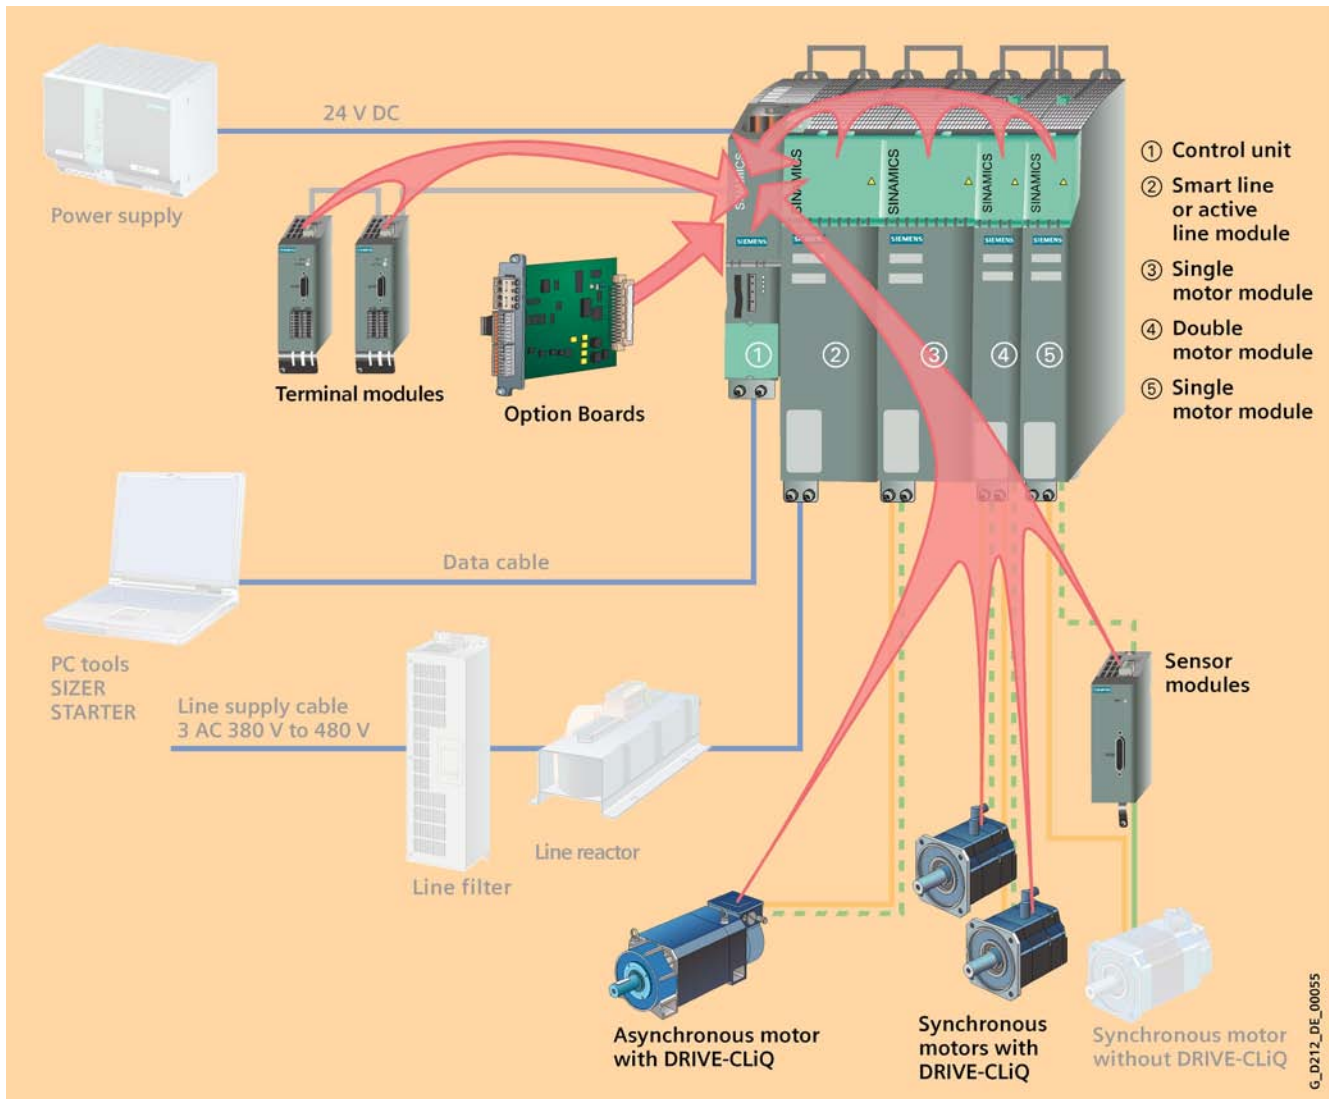 24 V DC
Power supply
Terminal modules
Option Boards
SINAMICS
SINAMICS
SINAMICS
SINAMICS
SINAMICS
SIEMENS
SIEMENS
SIEMENS
SIEMENS
SIEMENS
①
②
③
④
⑤
① Control unit
② Smart line
or active
line module
③ Single
motor module
④ Double
motor module
⑤ Single
motor module
Data cable
PC tools
SIZER
STARTER
Line supply cable
3 AC 380 V to 480 V
Line filter
Line reactor
Sensor
modules
SIEMENS
Asynchronous motor
with DRIVE-CLiQ
Synchronous
motors with
DRIVE-CLiQ
Synchronous motor
without DRIVE-CLiQ
G_D212_DE_00055